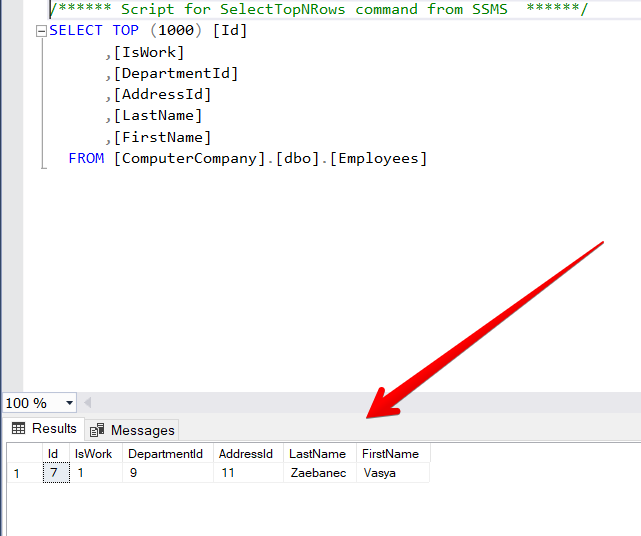 /****** Script for SelectTopNRows command from SSMS  ******/
SELECT TOP (1000) [Id]
      ,[IsWork]
      ,[DepartmentId]
      ,[AddressId]
      ,[LastName]
      ,[FirstName]
  FROM [ComputerCompany].[dbo].[Employees]
100 %
Results Messages
Id IsWork DepartmentId AddressId LastName FirstName
1 7 1 9 11 Zaebanec Vasya